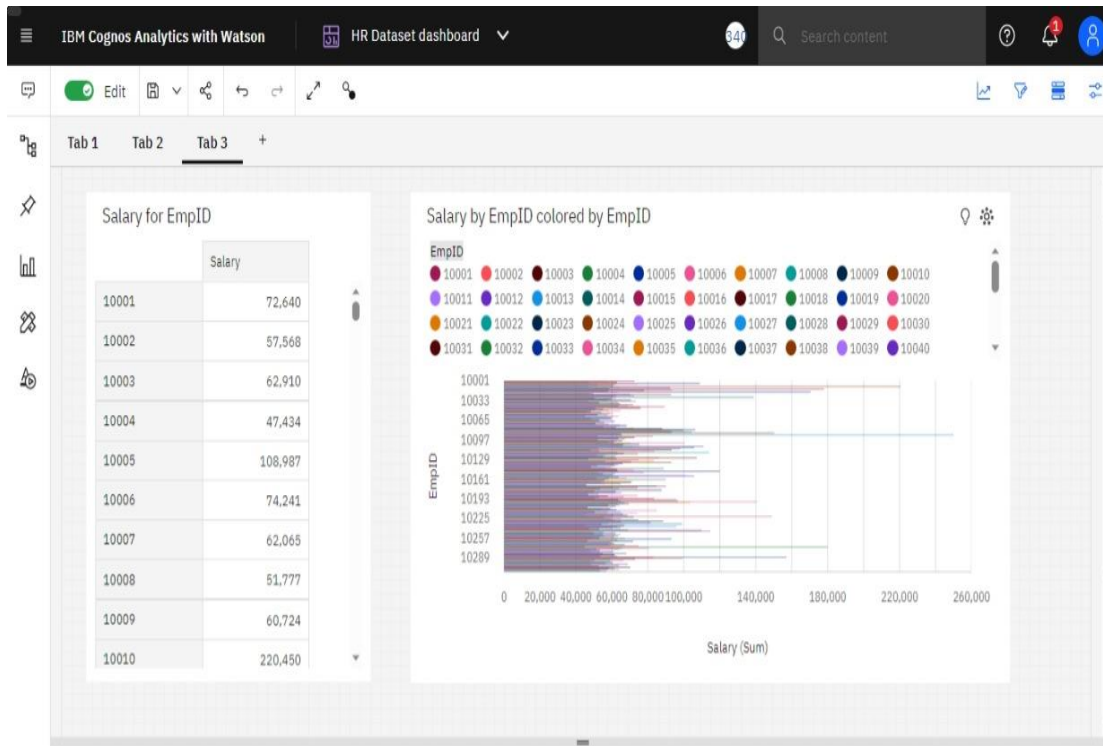 IBM Cognos Analytics with Watson HR Dataset dashboard 340 Search content 1
Edit
Tab 1 Tab 2 Tab 3 +
Salary for EmpID
Salary
10001 72,640
10002 57,568
10003 62,910
10004 47,434
10005 108,987
10006 74,241
10007 62,065
10008 51,777
10009 60,724
10010 220,450
Salary by EmpID colored by EmpID
EmpID
10001 10002 10003 10004 10005 10006 10007 10008 10009 10010
10011 10012 10013 10014 10015 10016 10017 10018 10019 10020
10021 10022 10023 10024 10025 10026 10027 10028 10029 10030
10031 10032 10033 10034 10035 10036 10037 10038 10039 10040
EmpID
10001
10033
10065
10097
10129
10161
10193
10225
10257
10289
0 20,000 40,000 60,000 80,000 100,000 140,000 180,000 220,000 260,000
Salary (Sum)